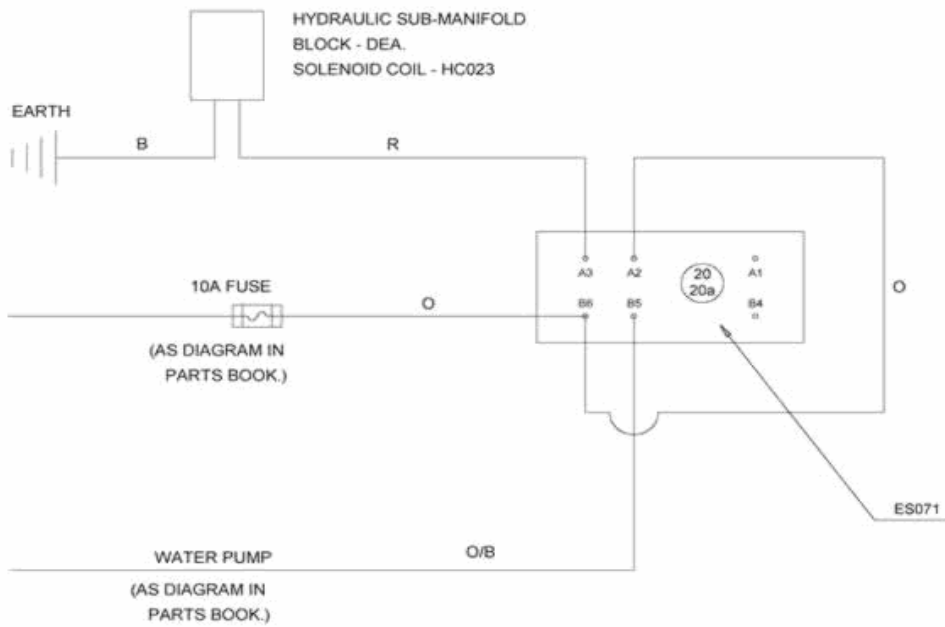 HYDRAULIC SUB-MANIFOLD
BLOCK - DEA.
SOLENOID COIL - HC023
EARTH
B
R
A3
A2
20
20a
A1
10A FUSE
O
B6
B5
B4
O
(AS DIAGRAM IN
PARTS BOOK.)
ES071
WATER PUMP
O/B
(AS DIAGRAM IN
PARTS BOOK.)